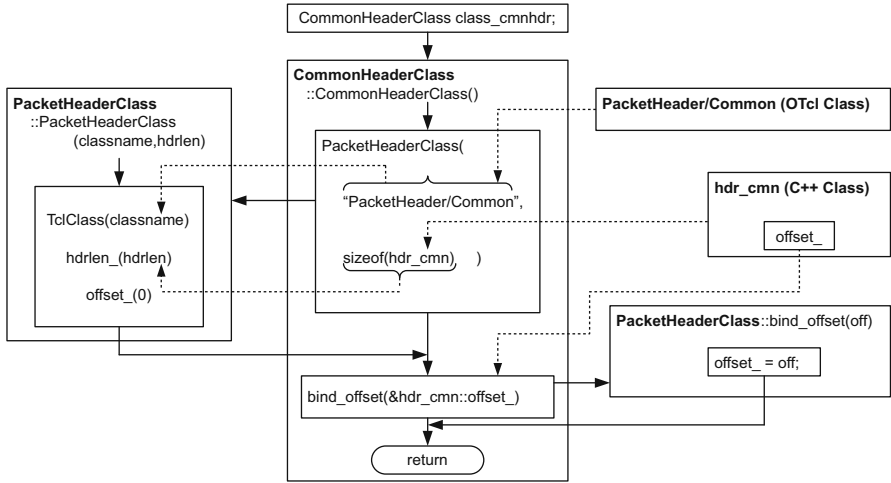 CommonHeaderClass class_cmnhdr;
PacketHeaderClass
::PacketHeaderClass
(classname,hdrlen)
TclClass(classname)
hdrlen_(hdrlen)
offset_(0)
CommonHeaderClass
::CommonHeaderClass()
PacketHeaderClass(
“PacketHeader/Common”,
sizeof(hdr_cmn) )
bind_offset(&hdr_cmn::offset_)
return
PacketHeader/Common (OTcl Class)
hdr_cmn (C++ Class)
offset_
PacketHeaderClass::bind_offset(off)
offset_ = off;